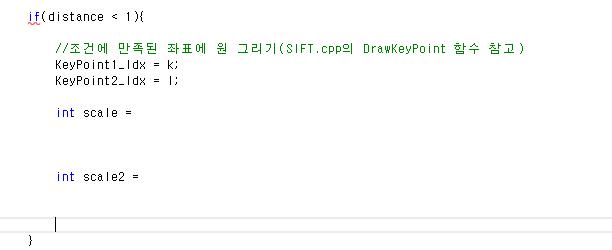 if(distance < 1){
//조건에 만족된 좌표에 원 그리기(SIFT.cpp의 DrawKeyPoint 함수 참고)
KeyPoint1_Idx = k;
KeyPoint2_Idx = l;
int scale =
int scale2 =
}